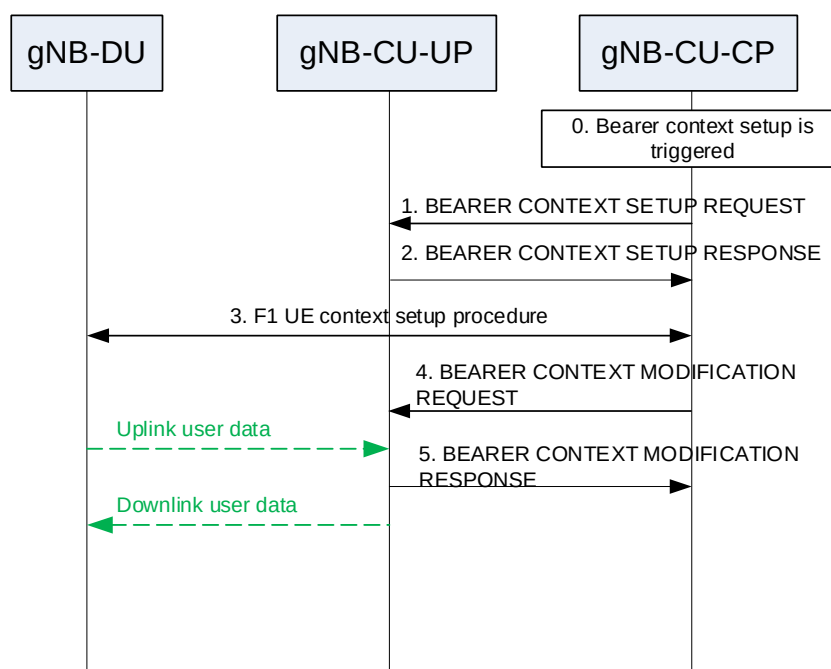 gNB-DU
gNB-CU-UP
gNB-CU-CP
0. Bearer context setup is
triggered
1. BEARER CONTEXT SETUP REQUEST
2. BEARER CONTEXT SETUP RESPONSE
3. F1 UE context setup procedure
4. BEARER CONTEXT MODIFICATION
REQUEST
Uplink user data
5. BEARER CONTEXT MODIFICATION
RESPONSE
Downlink user data